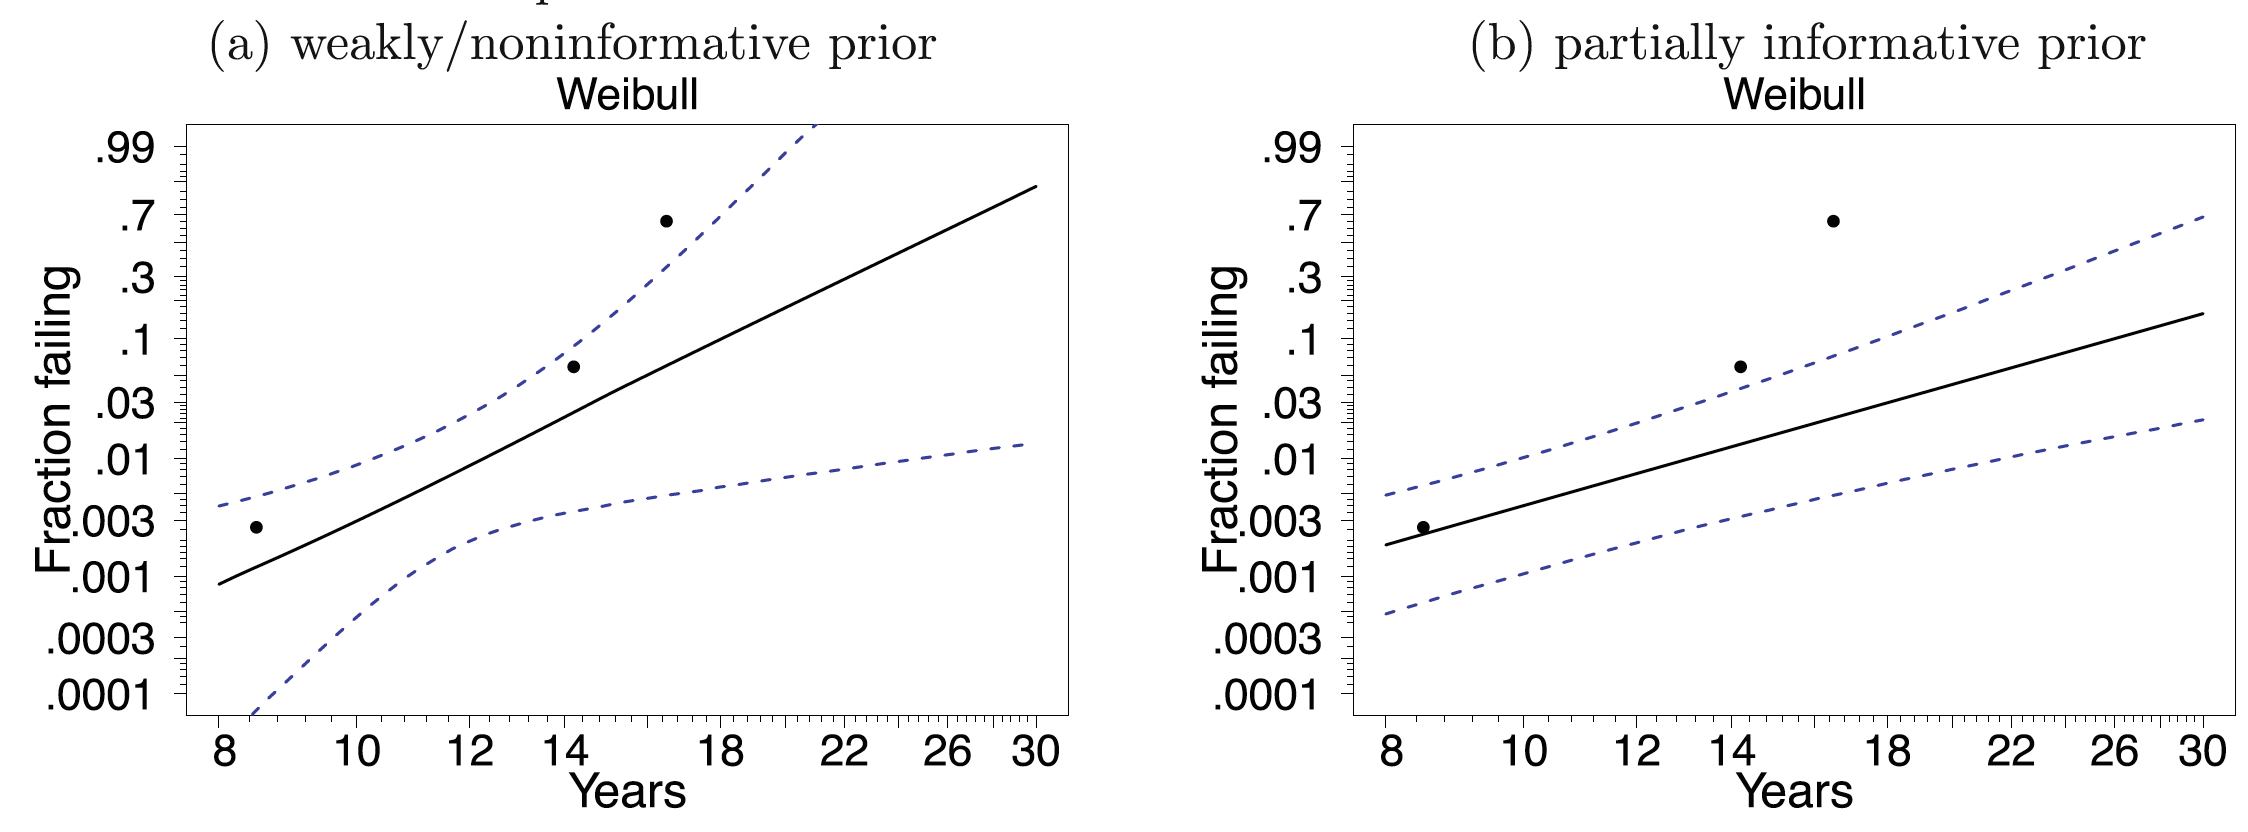 (a) weakly/noninformative prior
Weibull
.99
.7
.3
.1
.03
.01
.003
.001
.0003
.0001
Fraction failing
8 10 12 14 18 22 26 30
Years
(b) partially informative prior
Weibull
.99
.7
.3
.1
.03
.01
.003
.001
.0003
.0001
Fraction failing
8 10 12 14 18 22 26 30
Years